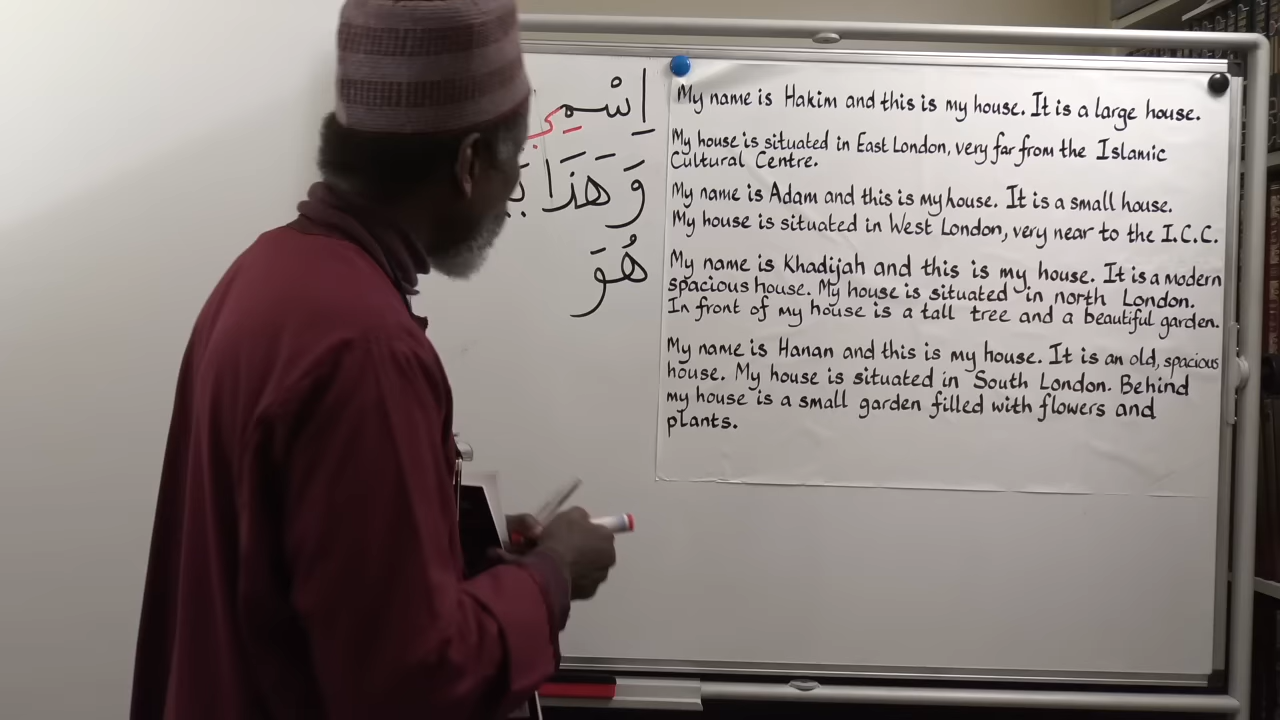 اِسْمِي
وَهَذَا
هُوَ
My name is Hakim and this is my house. It is a large house.
My house is situated in East London, very far from the Islamic
Cultural Centre.
My name is Adam and this is my house. It is a small house.
My house is situated in West London, very near to the I.C.C.
My name is Khadijah and this is my house. It is a modern
spacious house. My house is situated in north London.
In front of my house is a tall tree and a beautiful garden.
My name is Hanan and this is my house. It is an old, spacious
house. My house is situated in South London. Behind
my house is a small garden filled with flowers and
plants.